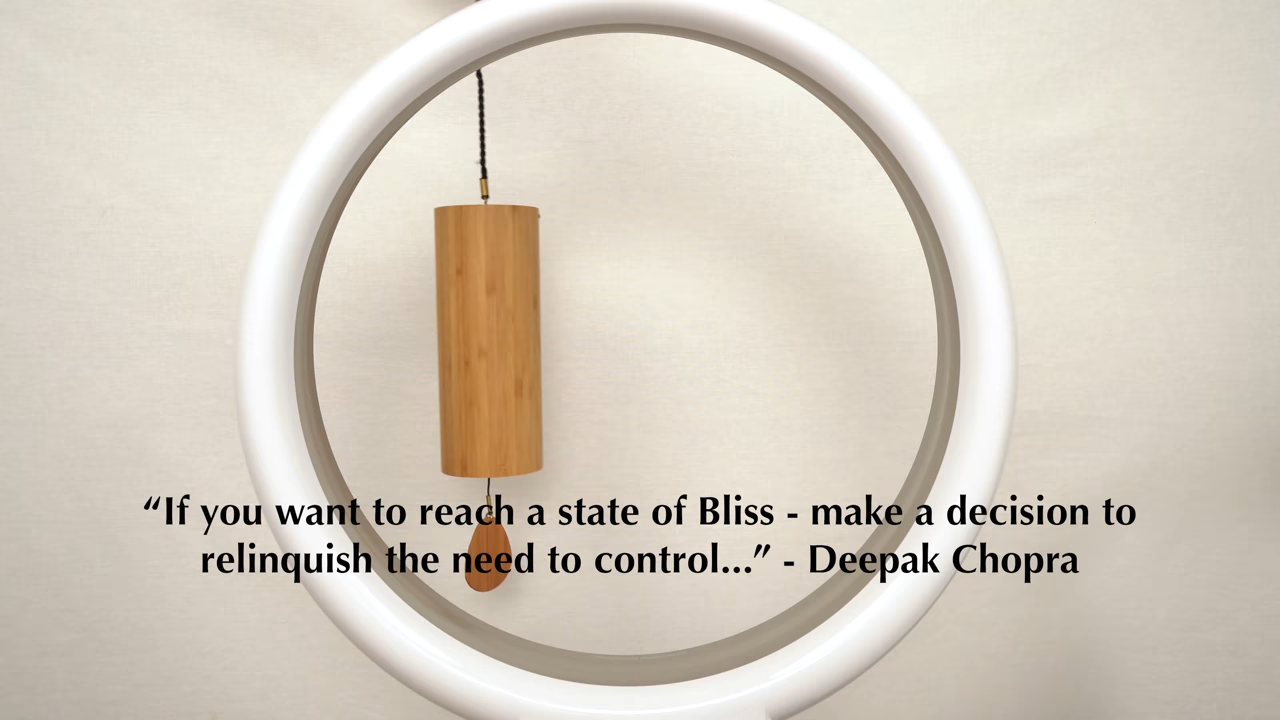 “If you want to reach a state of Bliss - make a decision to
relinquish the need to control...” - Deepak Chopra